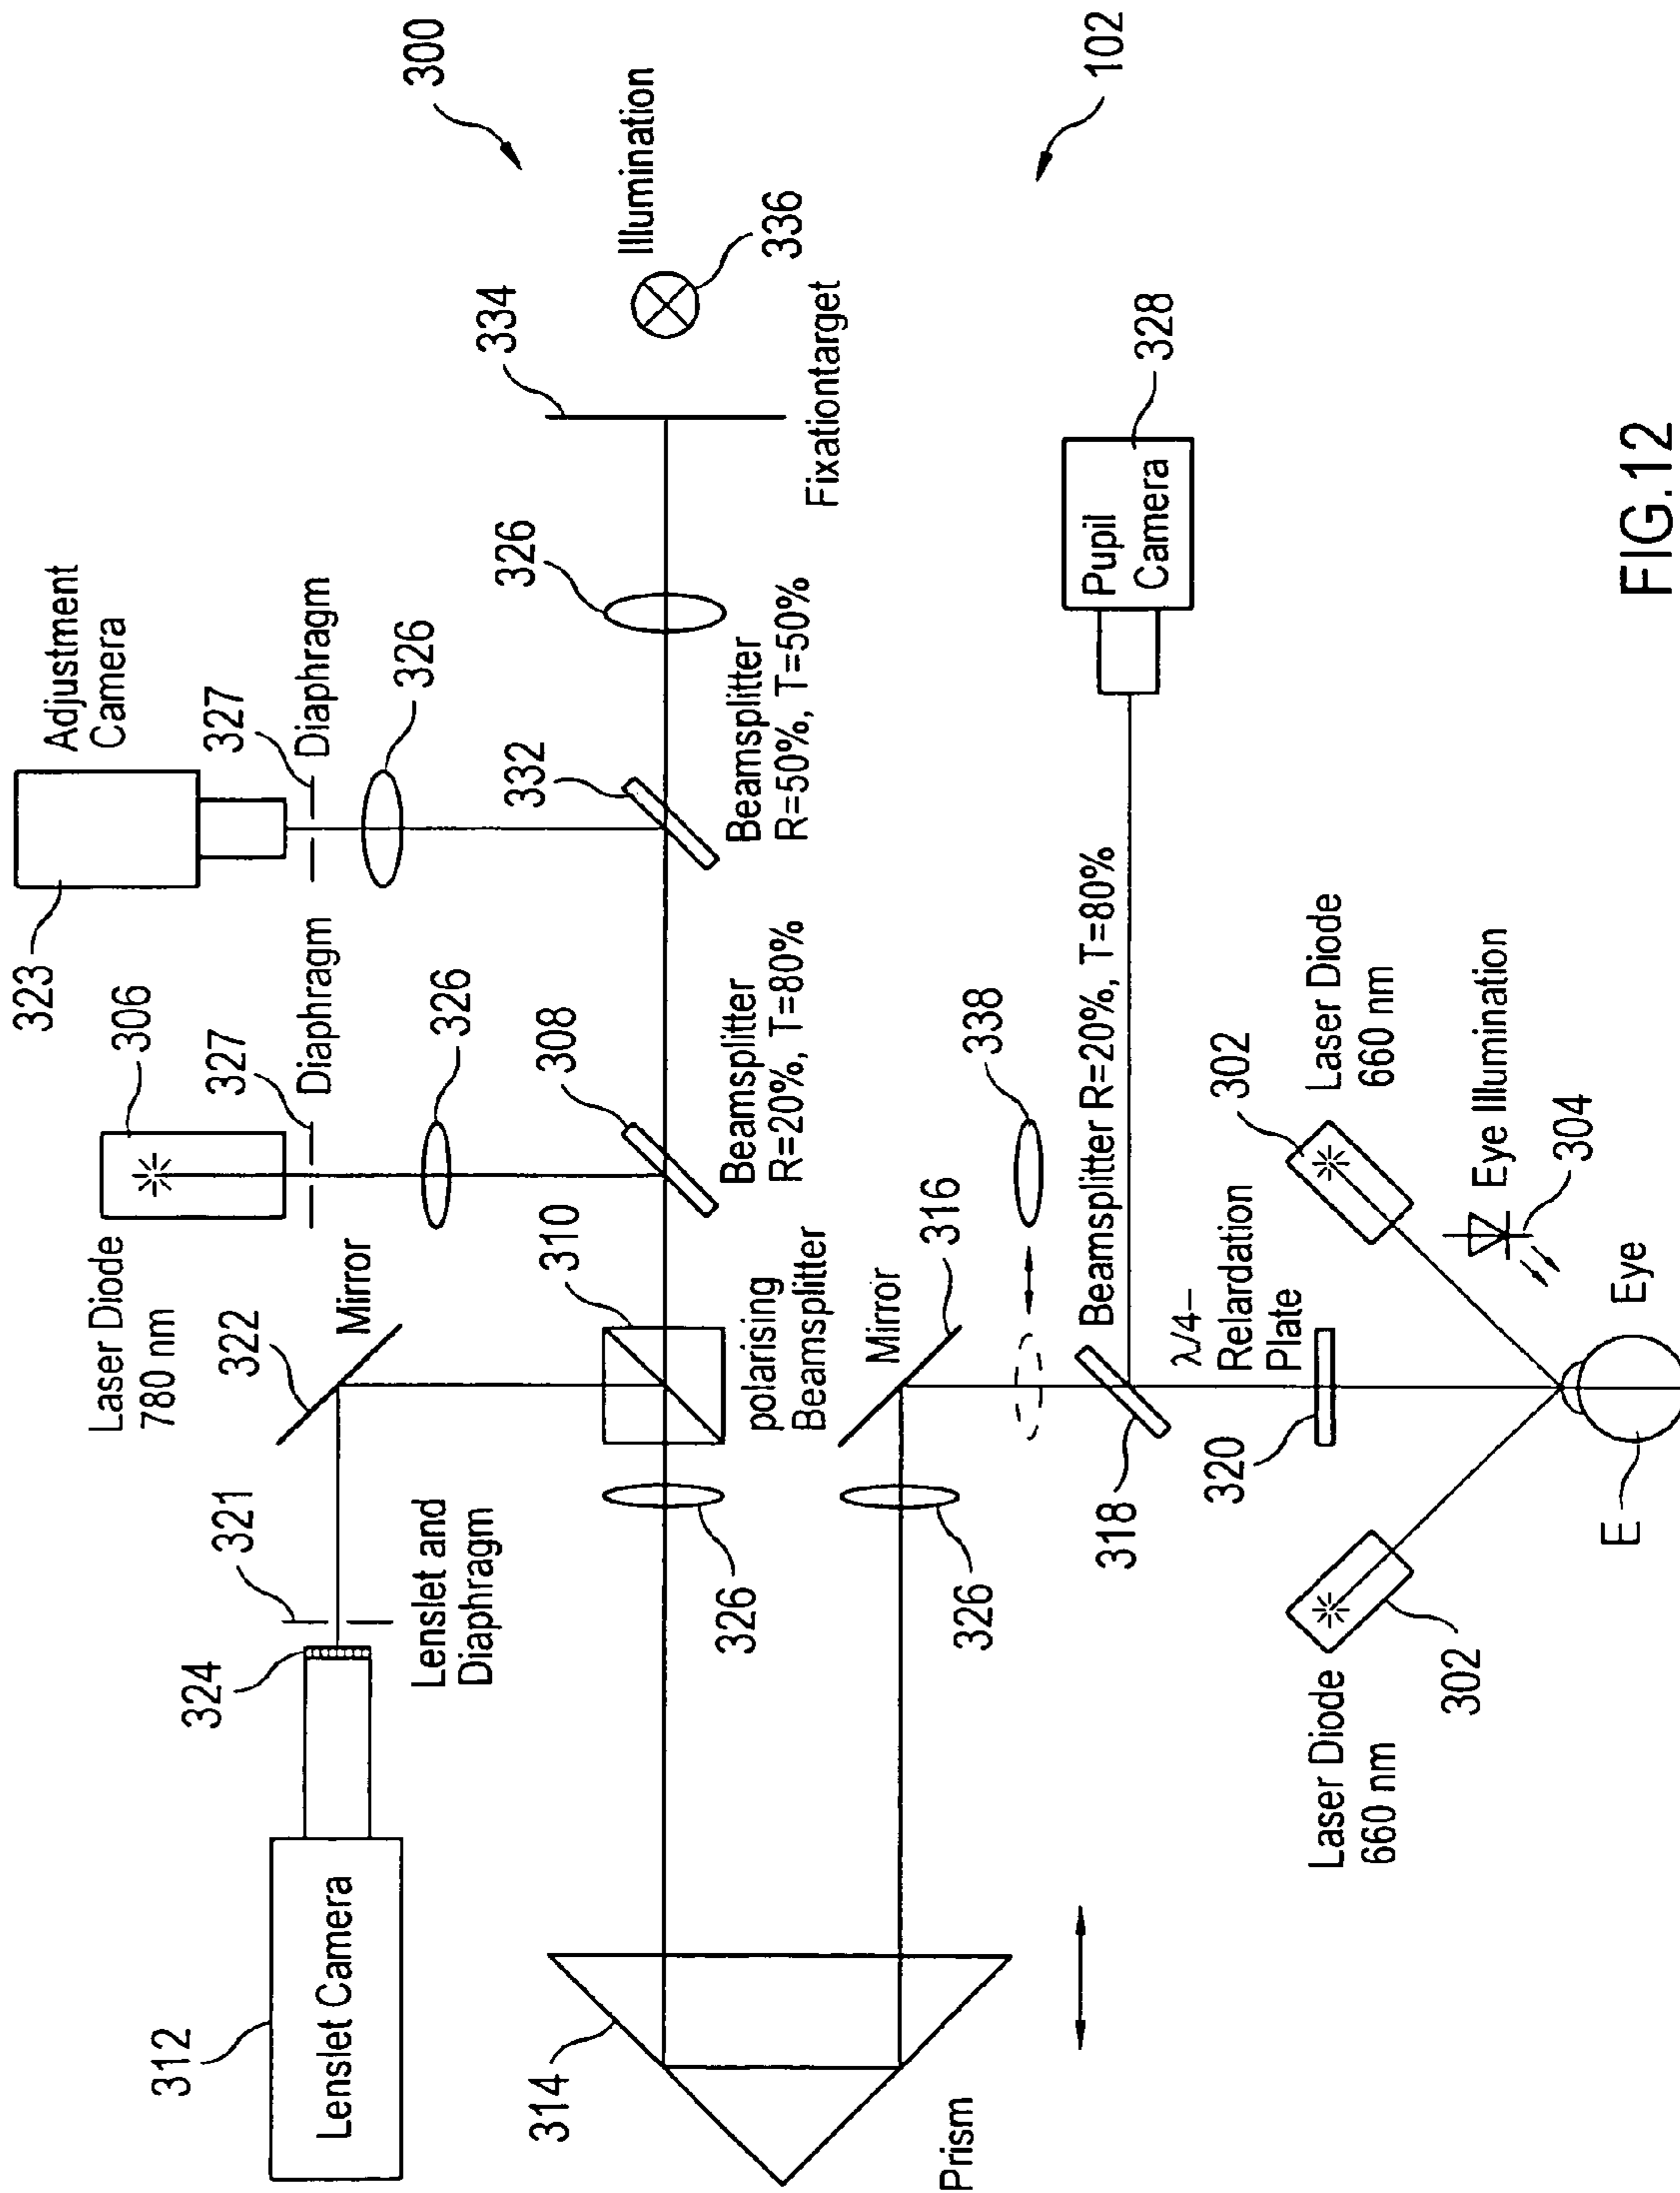 300
Illumination
336
334
Fixationtarget
102
Adjustment
Camera
323
327
Diaphragm
326
326
332
Beamsplitter
R=50%, T=50%
328
Pupil
Camera
306
Laser Diode
780 nm
327
Diaphragm
326
308
Beamsplitter
R=20%, T=80%
310
polarising
Beamsplitter
322
Mirror
321
324
Lenslet and
Diaphragm
312
Lenslet Camera
326
326
314
Prism
Mirror
316
338
318
Beamsplitter R=20%, T=80%
λ/4–
Relardation
Plate
320
302
Laser Diode
660 nm
Eye Illumination
304
Laser Diode
660 nm
302
Eye
E
FIG.12